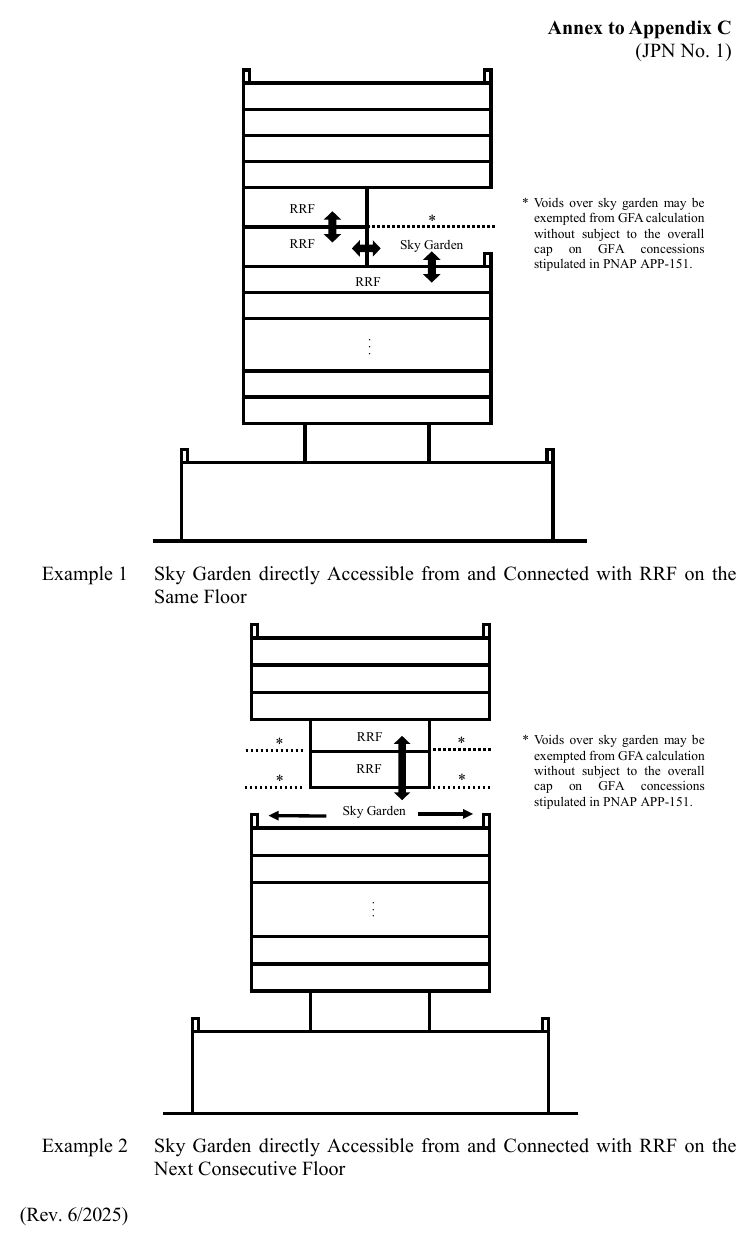 Annex to Appendix C
(JPN No. 1)
RRF
RRF
*
Sky Garden
RRF
* Voids over sky garden may be
exempted from GFA calculation
without subject to the overall
cap on GFA concessions
stipulated in PNAP APP-151.
Example 1 Sky Garden directly Accessible from and Connected with RRF on the
Same Floor
*
RRF
*
*
RRF
*
Sky Garden
* Voids over sky garden may be
exempted from GFA calculation
without subject to the overall
cap on GFA concessions
stipulated in PNAP APP-151.
Example 2 Sky Garden directly Accessible from and Connected with RRF on the
Next Consecutive Floor
(Rev. 6/2025)